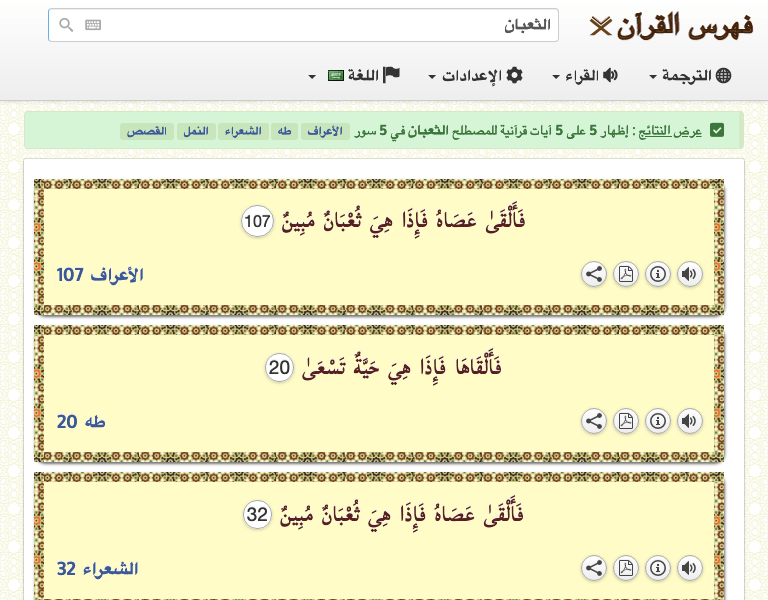 فهرس القرآن
الثعبان
الترجمة القراء الإعدادات اللغة
عرض النتائج : إظهار 5 على 5 آيات قرآنية للمصطلح الثعبان في 5 سور الأعراف طه الشعراء النمل القصص
فَأَلْقَىٰ عَصَاهُ فَإِذَا هِيَ ثُعْبَانٌ مُبِينٌ 107
الأعراف 107
فَأَلْقَاهَا فَإِذَا هِيَ حَيَّةٌ تَسْعَىٰ 20
طه 20
فَأَلْقَىٰ عَصَاهُ فَإِذَا هِيَ ثُعْبَانٌ مُبِينٌ 32
الشعراء 32